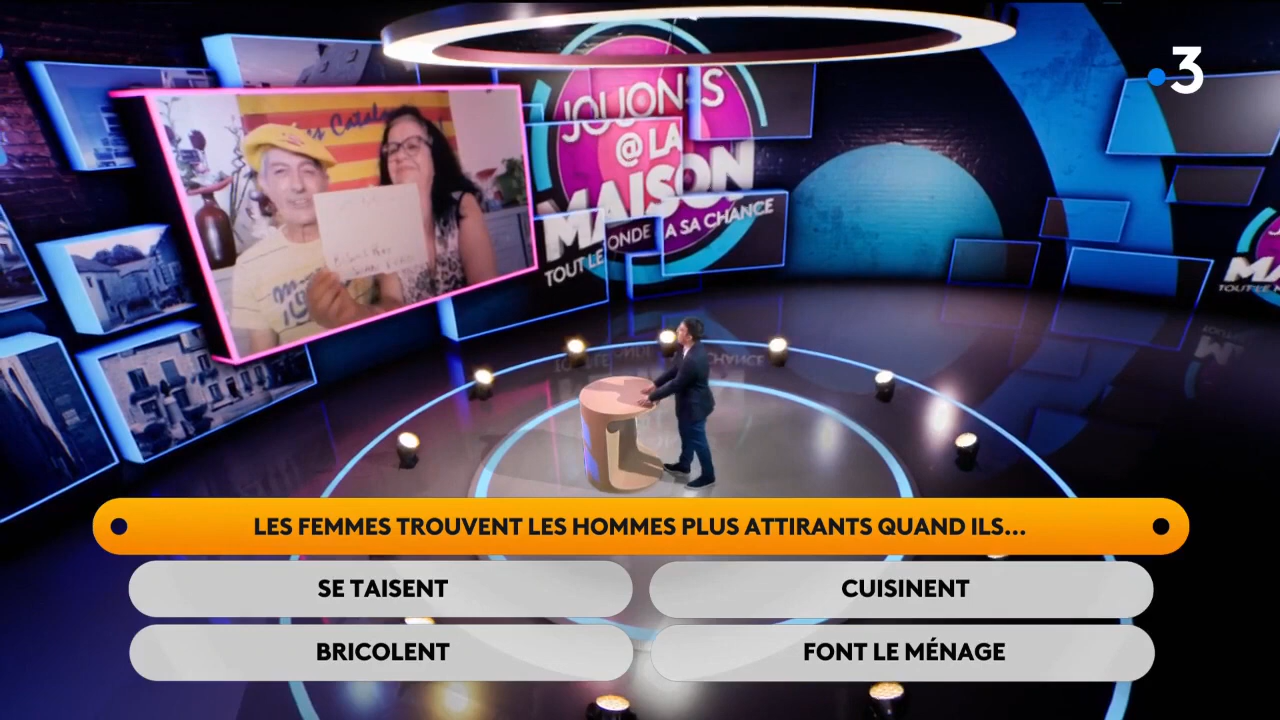 3
s Catala
JOUONS
@ LA
MAISON
TOUT LE MONDE A SA CHANCE
LES FEMMES TROUVENT LES HOMMES PLUS ATTIRANTS QUAND ILS...
SE TAISENT
CUISINENT
BRICOLENT
FONT LE MÉNAGE